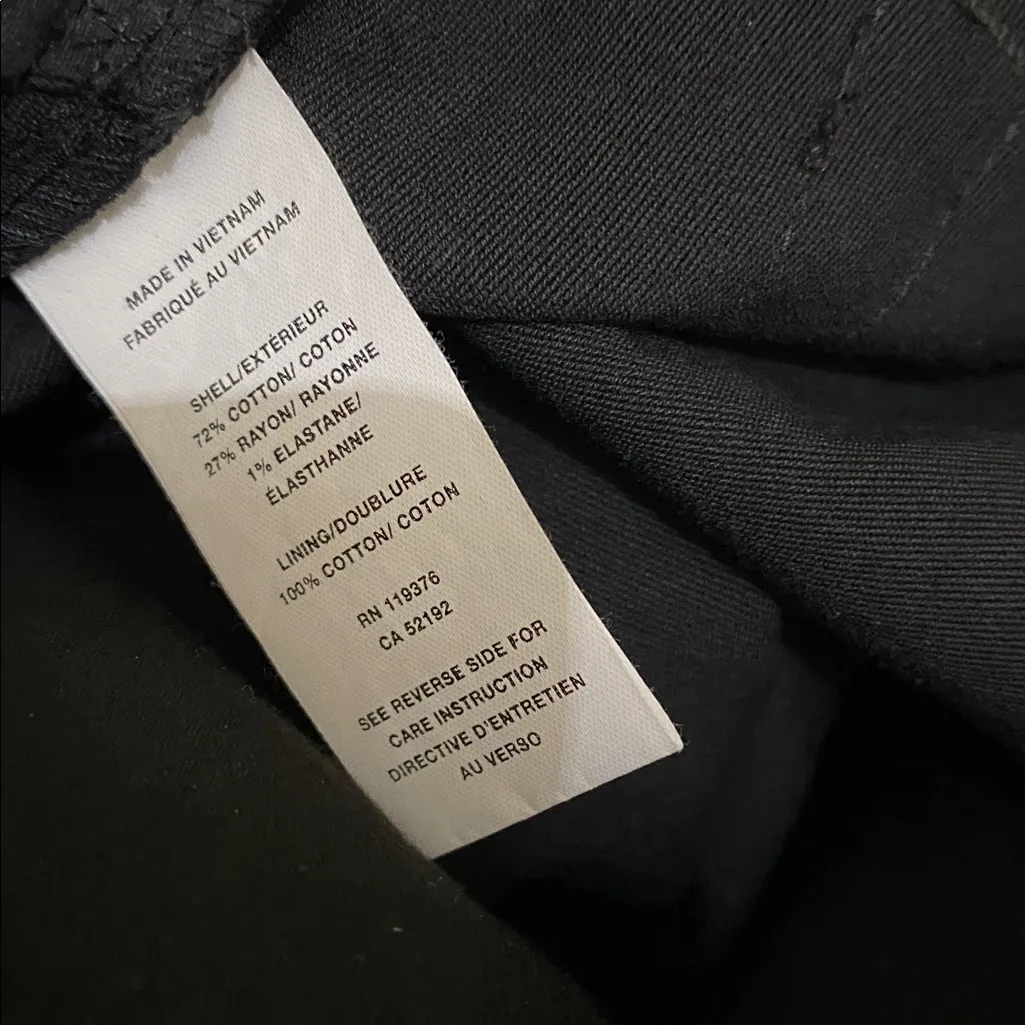 MADE IN VIETNAM
FABRIQUÉ AU VIETNAM
SHELL/EXTÉRIEUR
72% COTTON/ COTON
27% RAYON/ RAYONNE
1% ELASTANE/
ÉLASTHANNE
LINING/DOUBLURE
100% COTTON/ COTON
RN 119376
CA 52192
SEE REVERSE SIDE FOR
CARE INSTRUCTION
DIRECTIVE D'ENTRETIEN
AU VERSO